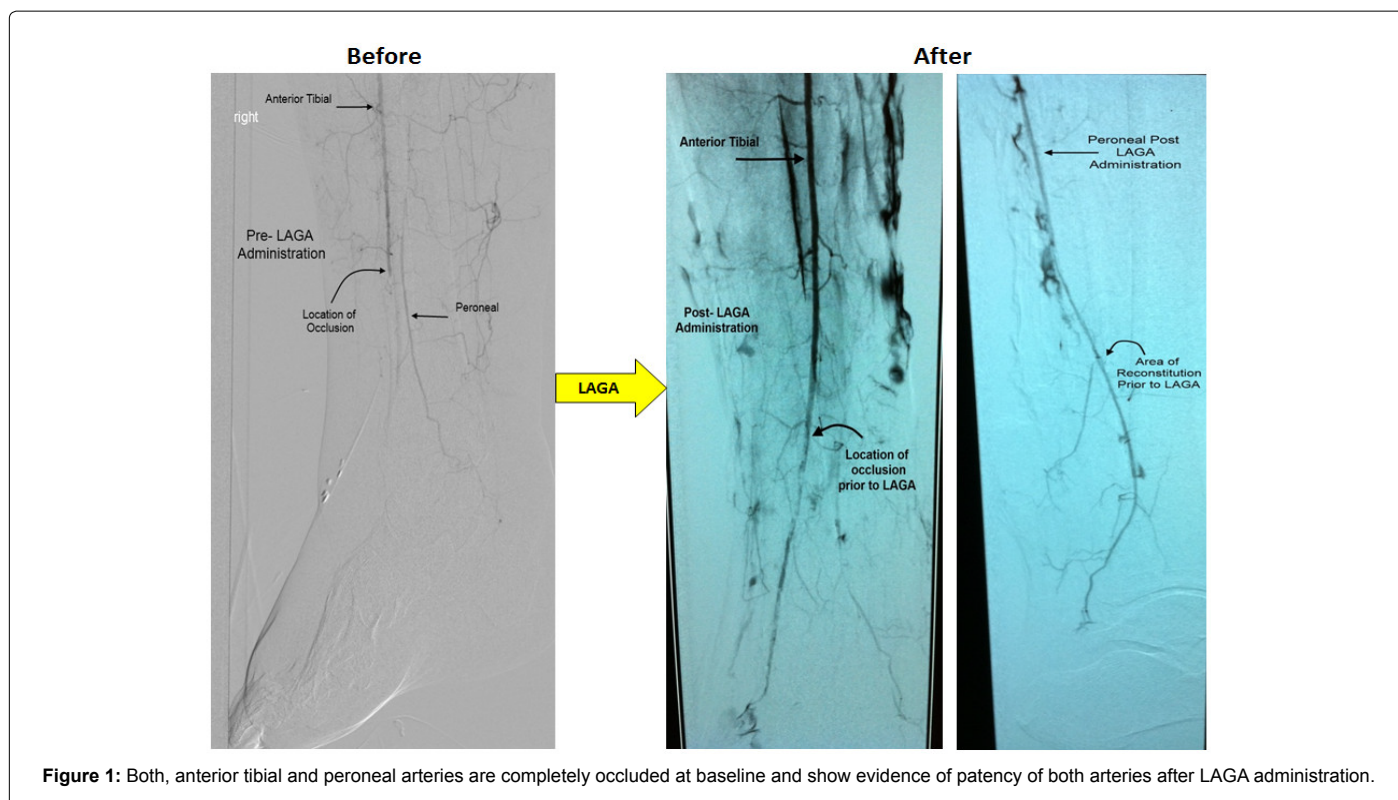 Before
After
Anterior Tibial
right
Pre- LAGA
Administration
Location of
Occlusion
Peroneal
LAGA
Anterior Tibial
Post- LAGA
Administration
Location of
occlusion
prior to LAGA
Peroneal Post
LAGA
Administration
Area of
Reconstitution
Prior to LAGA
Figure 1: Both, anterior tibial and peroneal arteries are completely occluded at baseline and show evidence of patency of both arteries after LAGA administration.